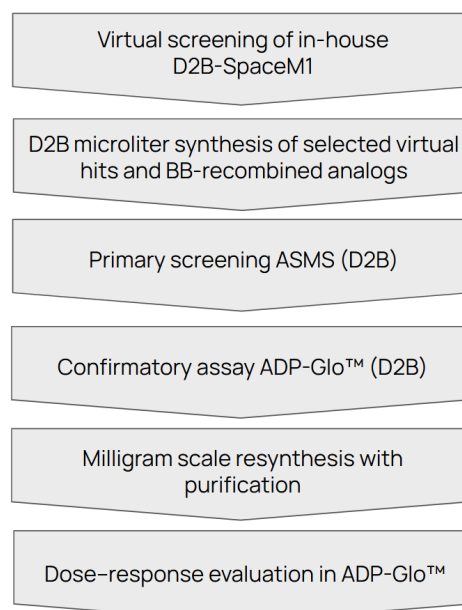 Virtual screening of in-house
D2B-SpaceM1
D2B microliter synthesis of selected virtual
hits and BB-recombined analogs
Primary screening ASMS (D2B)
Confirmatory assay ADP-Glo™ (D2B)
Milligram scale resynthesis with
purification
Dose–response evaluation in ADP-Glo™